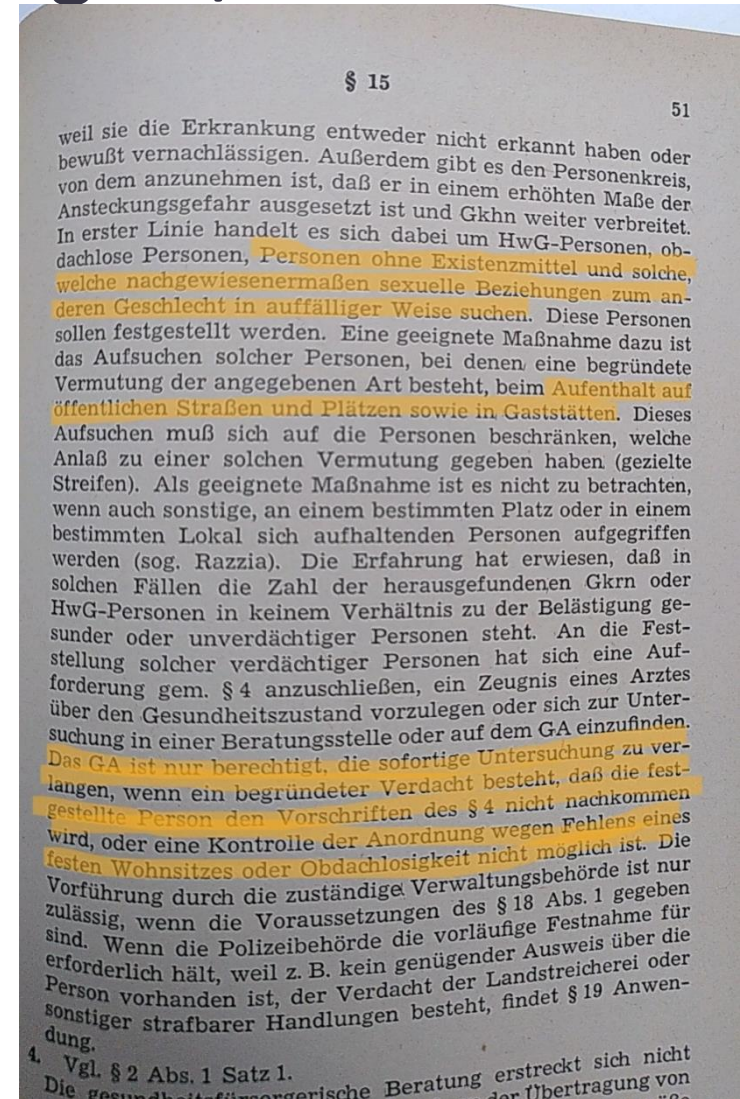 § 15
51
weil sie die Erkrankung entweder nicht erkannt haben oder
bewußt vernachlässigen. Außerdem gibt es den Personenkreis,
von dem anzunehmen ist, daß er in einem erhöhten Maße der
Ansteckungsgefahr ausgesetzt ist und Gkhn weiter verbreitet.
In erster Linie handelt es sich dabei um HwG-Personen, ob-
dachlose Personen, Personen ohne Existenzmittel und solche,
welche nachgewiesenermaßen sexuelle Beziehungen zum an-
deren Geschlecht in auffälliger Weise suchen. Diese Personen
sollen festgestellt werden. Eine geeignete Maßnahme dazu ist
das Aufsuchen solcher Personen, bei denen eine begründete
Vermutung der angegebenen Art besteht, beim Aufenthalt auf
öffentlichen Straßen und Plätzen sowie in Gaststätten. Dieses
Aufsuchen muß sich auf die Personen beschränken, welche
Anlaß zu einer solchen Vermutung gegeben haben (gezielte
Streifen). Als geeignete Maßnahme ist es nicht zu betrachten,
wenn auch sonstige, an einem bestimmten Platz oder in einem
bestimmten Lokal sich aufhaltenden Personen aufgegriffen
werden (sog. Razzia). Die Erfahrung hat erwiesen, daß in
solchen Fällen die Zahl der herausgefundenen Gkrn oder
HwG-Personen in keinem Verhältnis zu der Belästigung ge-
sunder oder unverdächtiger Personen steht. An die Fest-
stellung solcher verdächtiger Personen hat sich eine Auf-
forderung gem. § 4 anzuschließen, ein Zeugnis eines Arztes
über den Gesundheitszustand vorzulegen oder sich zur Unter-
suchung in einer Beratungsstelle oder auf dem GA einzufinden.
Das GA ist nur berechtigt, die sofortige Untersuchung zu ver-
langen, wenn ein begründeter Verdacht besteht, daß die fest-
gestellte Person den Vorschriften des § 4 nicht nachkommen
wird, oder eine Kontrolle der Anordnung wegen Fehlens eines
festen Wohnsitzes oder Obdachlosigkeit nicht möglich ist. Die
Vorführung durch die zuständige Verwaltungsbehörde ist nur
zulässig, wenn die Voraussetzungen des § 18 Abs. 1 gegeben
sind. Wenn die Polizeibehörde die vorläufige Festnahme für
erforderlich hält, weil z. B. kein genügender Ausweis über die
Person vorhanden ist, der Verdacht der Landstreicherei oder
sonstiger strafbarer Handlungen besteht, findet § 19 Anwen-
dung.
4. Vgl. § 2 Abs. 1 Satz 1.
Die gesundheitsfürsorgerische Beratung erstreckt sich nicht
der Übertragung von